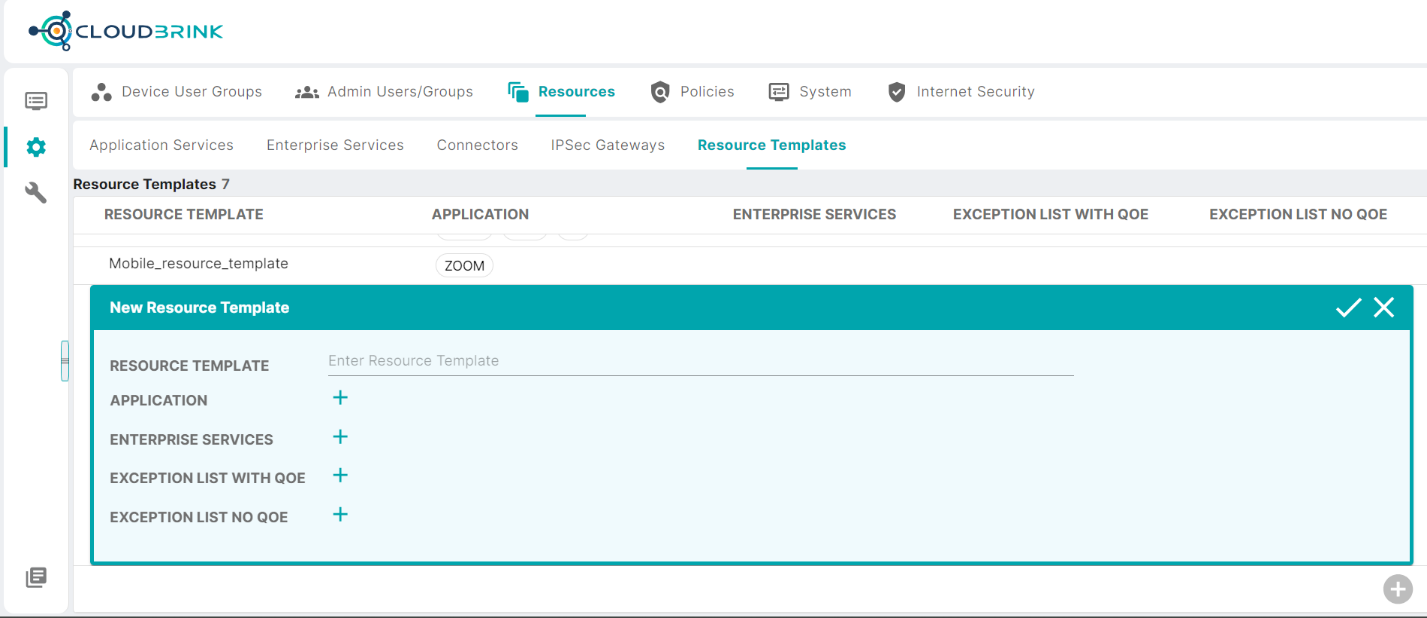 CLOUDBRINK
Device User Groups Admin Users/Groups Resources Policies System Internet Security
Application Services Enterprise Services Connectors IPSec Gateways Resource Templates
Resource Templates 7
RESOURCE TEMPLATE APPLICATION ENTERPRISE SERVICES EXCEPTION LIST WITH QOE EXCEPTION LIST NO QOE
Mobile_resource_template ZOOM
New Resource Template
RESOURCE TEMPLATE Enter Resource Template
APPLICATION +
ENTERPRISE SERVICES +
EXCEPTION LIST WITH QOE +
EXCEPTION LIST NO QOE +